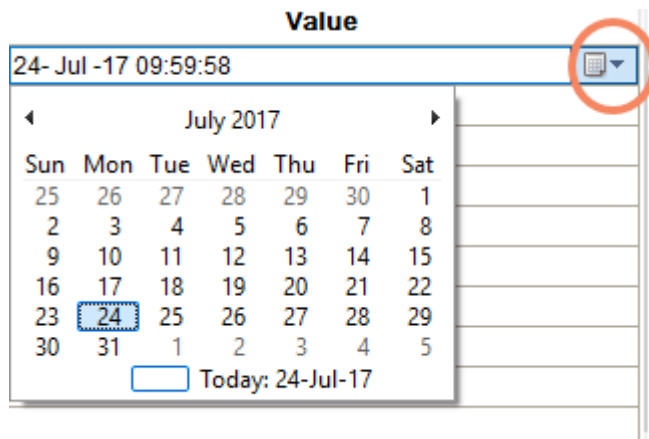 Value
24- Jul -17 09:59:58
July 2017
Sun Mon Tue Wed Thu Fri Sat
25 26 27 28 29 30 1
2 3 4 5 6 7 8
9 10 11 12 13 14 15
16 17 18 19 20 21 22
23 24 25 26 27 28 29
30 31 1 2 3 4 5
Today: 24-Jul-17